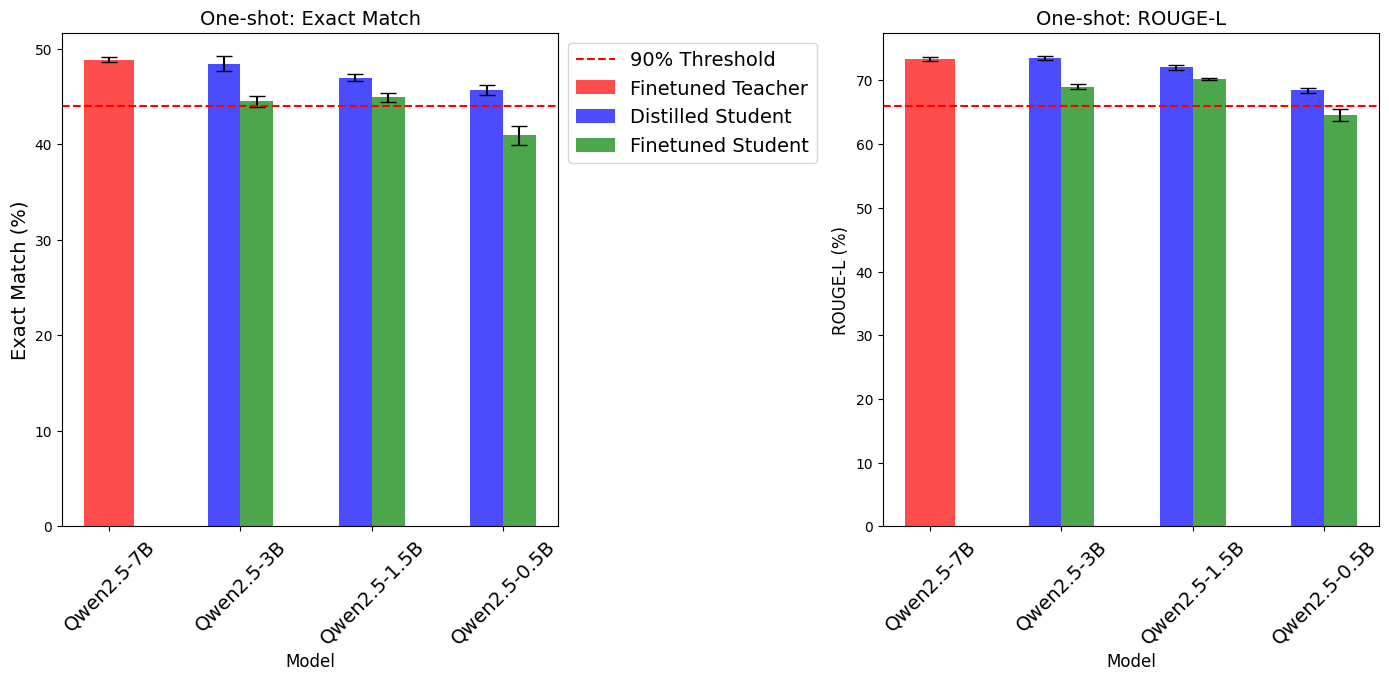 One-shot: Exact Match
Exact Match (%)
50
40
30
20
10
0
Qwen2.5-7B
Qwen2.5-3B
Qwen2.5-1.5B
Qwen2.5-0.5B
Model
90% Threshold
Finetuned Teacher
Distilled Student
Finetuned Student
One-shot: ROUGE-L
ROUGE-L (%)
70
60
50
40
30
20
10
0
Qwen2.5-7B
Qwen2.5-3B
Qwen2.5-1.5B
Qwen2.5-0.5B
Model